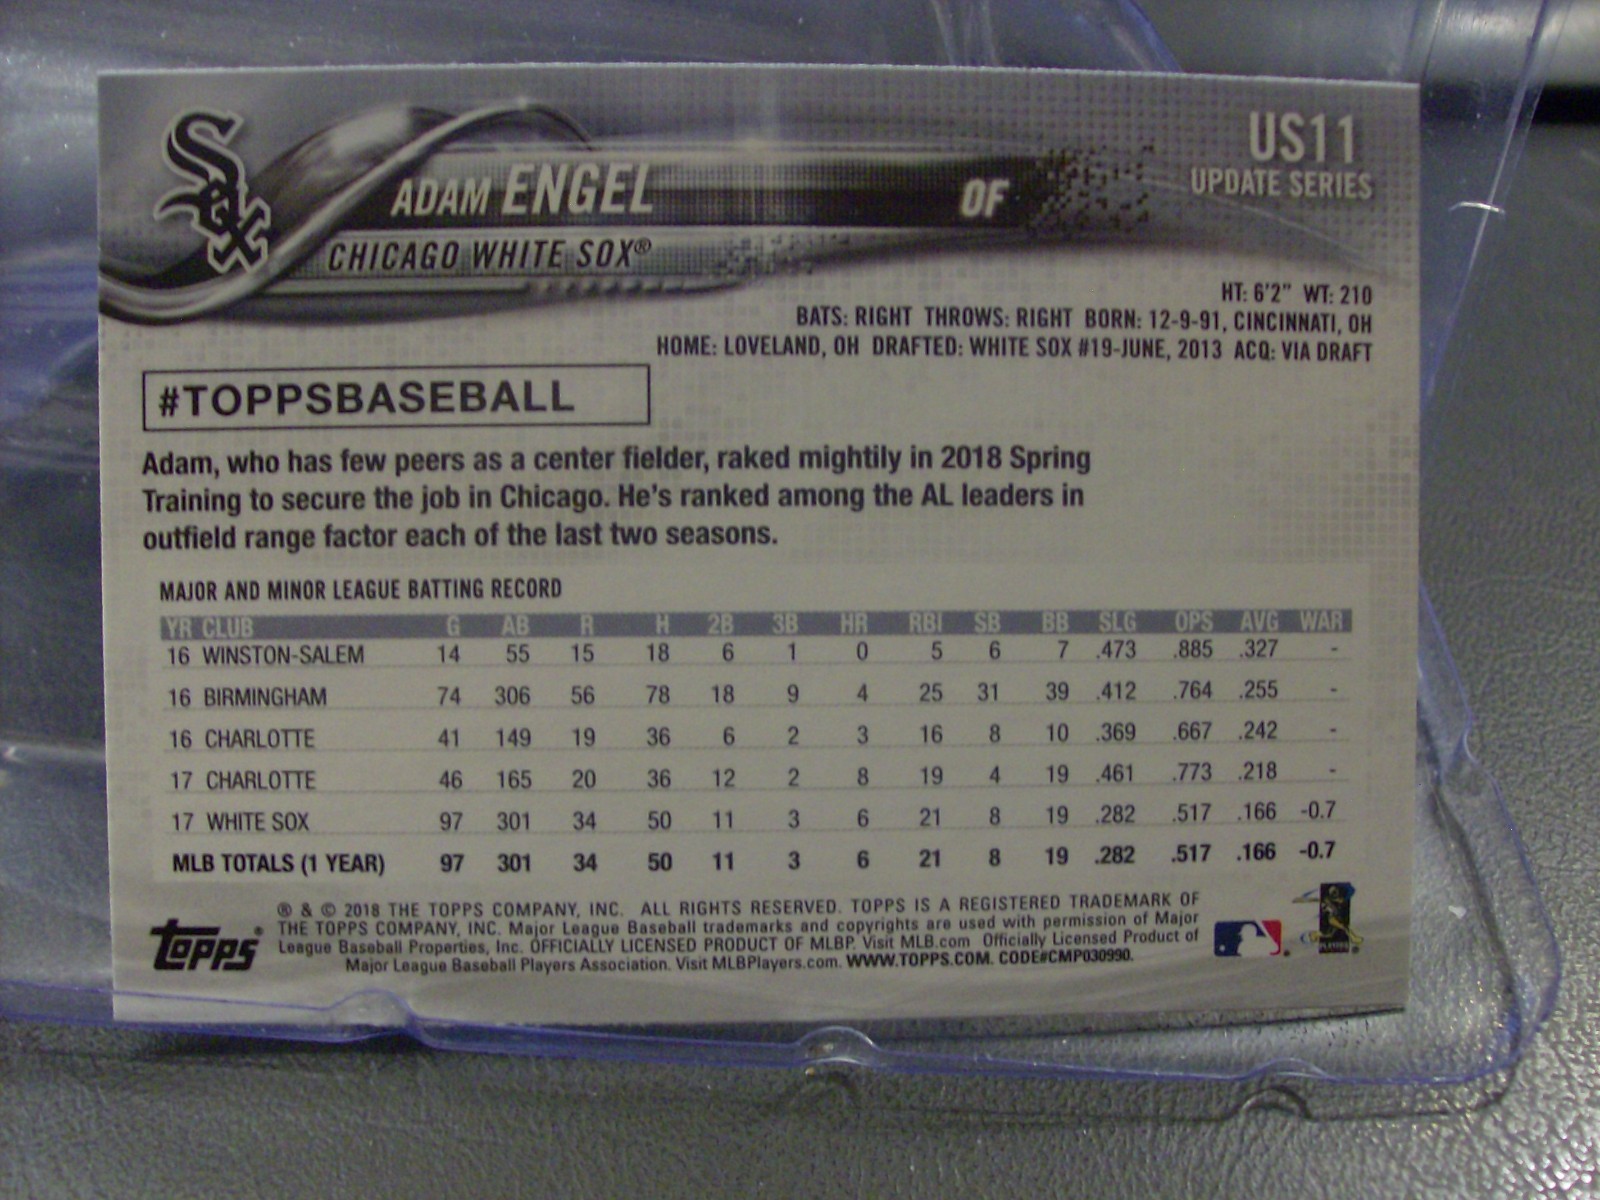 Sox
US11
UPDATE SERIES
ADAM ENGEL OF
CHICAGO WHITE SOX®
HT: 6'2" WT: 210
BATS: RIGHT THROWS: RIGHT BORN: 12-9-91, CINCINNATI, OH
HOME: LOVELAND, OH DRAFTED: WHITE SOX #19-JUNE, 2013 ACQ: VIA DRAFT
#TOPPSBASEBALL
Adam, who has few peers as a center fielder, raked mightily in 2018 Spring
Training to secure the job in Chicago. He's ranked among the AL leaders in
outfield range factor each of the last two seasons.
MAJOR AND MINOR LEAGUE BATTING RECORD
YR CLUB G AB R H 2B 3B HR RBI SB BB SLG OPS AVG WAR
16 WINSTON-SALEM 14 55 15 18 6 1 0 5 6 7 .473 .885 .327 -
16 BIRMINGHAM 74 306 56 78 18 9 4 25 31 39 .412 .764 .255 -
16 CHARLOTTE 41 149 19 36 6 2 3 16 8 10 .369 .667 .242 -
17 CHARLOTTE 46 165 20 36 12 2 8 19 4 19 .461 .773 .218 -
17 WHITE SOX 97 301 34 50 11 3 6 21 8 19 .282 .517 .166 -0.7
MLB TOTALS (1 YEAR) 97 301 34 50 11 3 6 21 8 19 .282 .517 .166 -0.7
topps®
® & © 2018 THE TOPPS COMPANY, INC. ALL RIGHTS RESERVED. TOPPS IS A REGISTERED TRADEMARK OF
THE TOPPS COMPANY, INC. Major League Baseball trademarks and copyrights are used with permission of Major
League Baseball Properties, Inc. OFFICIALLY LICENSED PRODUCT OF MLBP. Visit MLB.com Officially Licensed Product of
Major League Baseball Players Association. Visit MLBPlayers.com. WWW.TOPPS.COM. CODE#CMP030990.